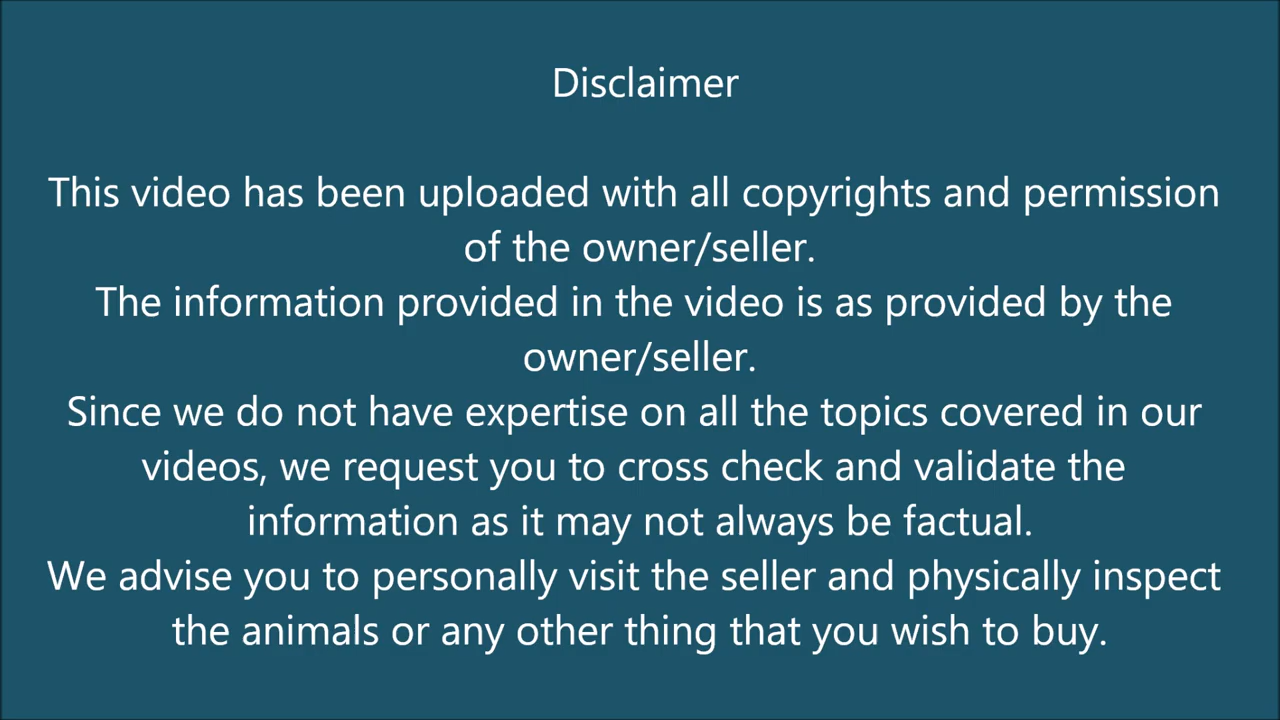 Disclaimer
This video has been uploaded with all copyrights and permission
of the owner/seller.
The information provided in the video is as provided by the
owner/seller.
Since we do not have expertise on all the topics covered in our
videos, we request you to cross check and validate the
information as it may not always be factual.
We advise you to personally visit the seller and physically inspect
the animals or any other thing that you wish to buy.